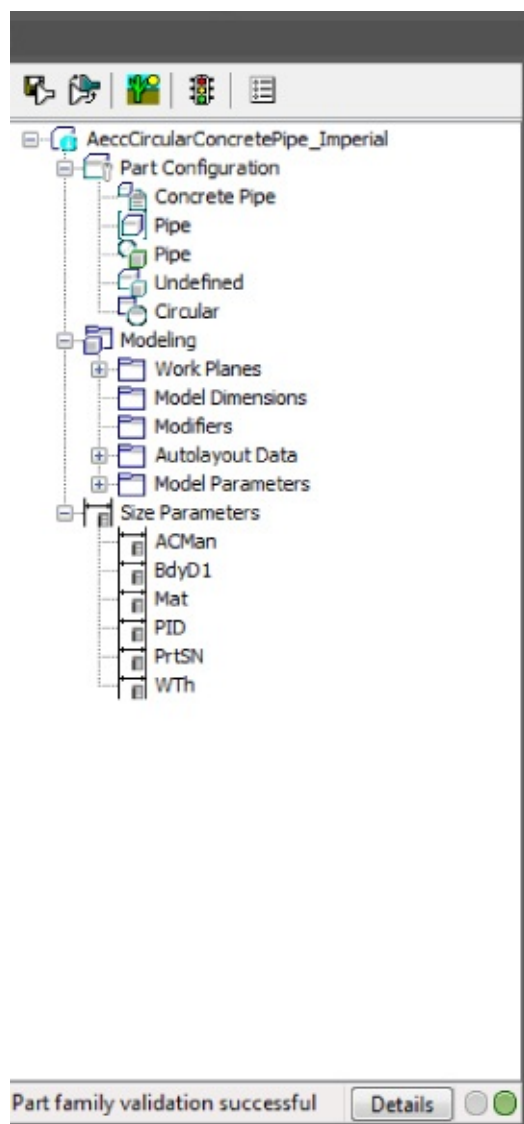 AeccCircularConcretePipe_Imperial
Part Configuration
Concrete Pipe
Pipe
Pipe
Undefined
Circular
Modeling
Work Planes
Model Dimensions
Modifiers
Autolayout Data
Model Parameters
Size Parameters
ACMan
BdyD1
Mat
PID
PrtSN
WTh
Part family validation successful Details